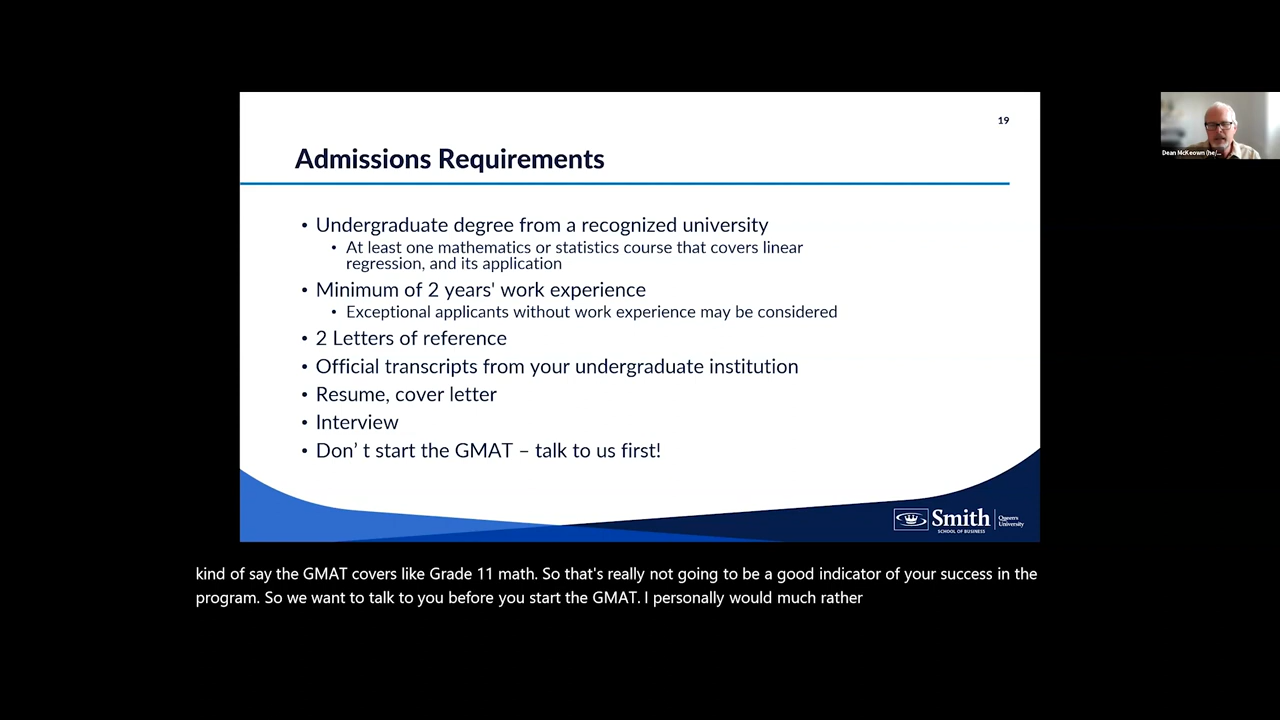 19
Admissions Requirements
• Undergraduate degree from a recognized university
• At least one mathematics or statistics course that covers linear
regression, and its application
• Minimum of 2 years' work experience
• Exceptional applicants without work experience may be considered
• 2 Letters of reference
• Official transcripts from your undergraduate institution
• Resume, cover letter
• Interview
• Don’ t start the GMAT – talk to us first!
Smith
SCHOOL OF BUSINESS
Queen's
University
Dean McKeown (he/...
kind of say the GMAT covers like Grade 11 math. So that's really not going to be a good indicator of your success in the
program. So we want to talk to you before you start the GMAT. I personally would much rather